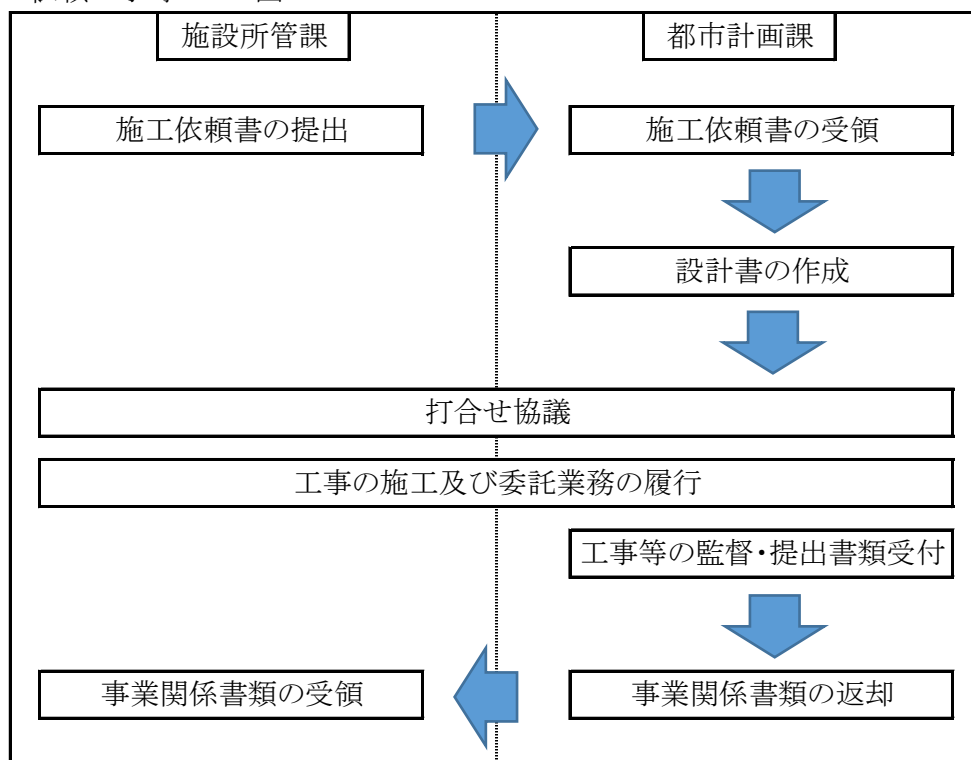 施設所管課
都市計画課
施工依頼書の提出
施工依頼書の受領
設計書の作成
打合せ協議
工事の施工及び委託業務の履行
工事等の監督・提出書類受付
事業関係書類の受領
事業関係書類の返却